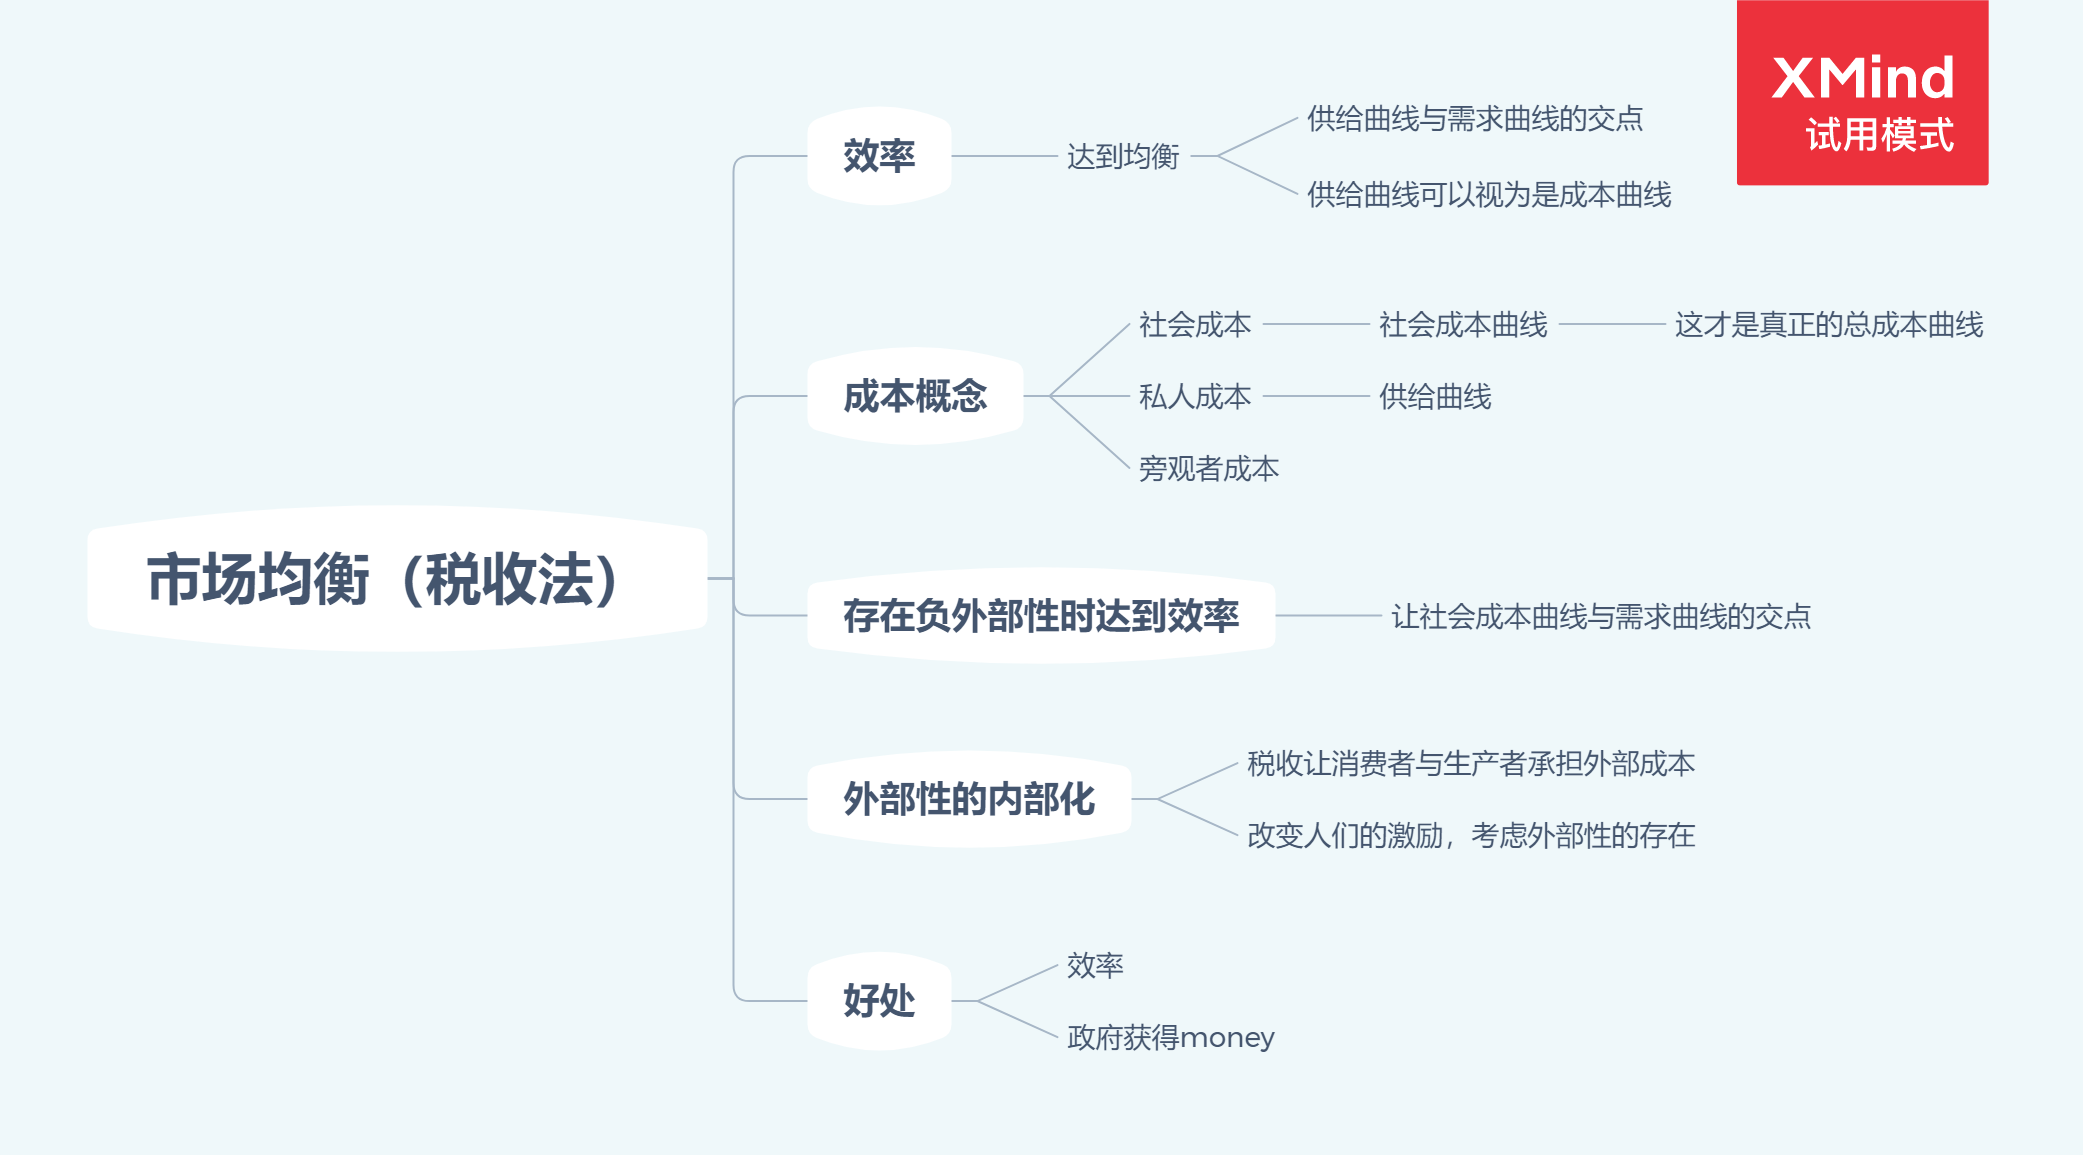 XMind
试用模式
市场均衡（税收法）
效率
达到均衡
供给曲线与需求曲线的交点
供给曲线可以视为是成本曲线
成本概念
社会成本
社会成本曲线
这才是真正的总成本曲线
私人成本
供给曲线
旁观者成本
存在负外部性时达到效率
让社会成本曲线与需求曲线的交点
外部性的内部化
税收让消费者与生产者承担外部成本
改变人们的激励，考虑外部性的存在
好处
效率
政府获得money